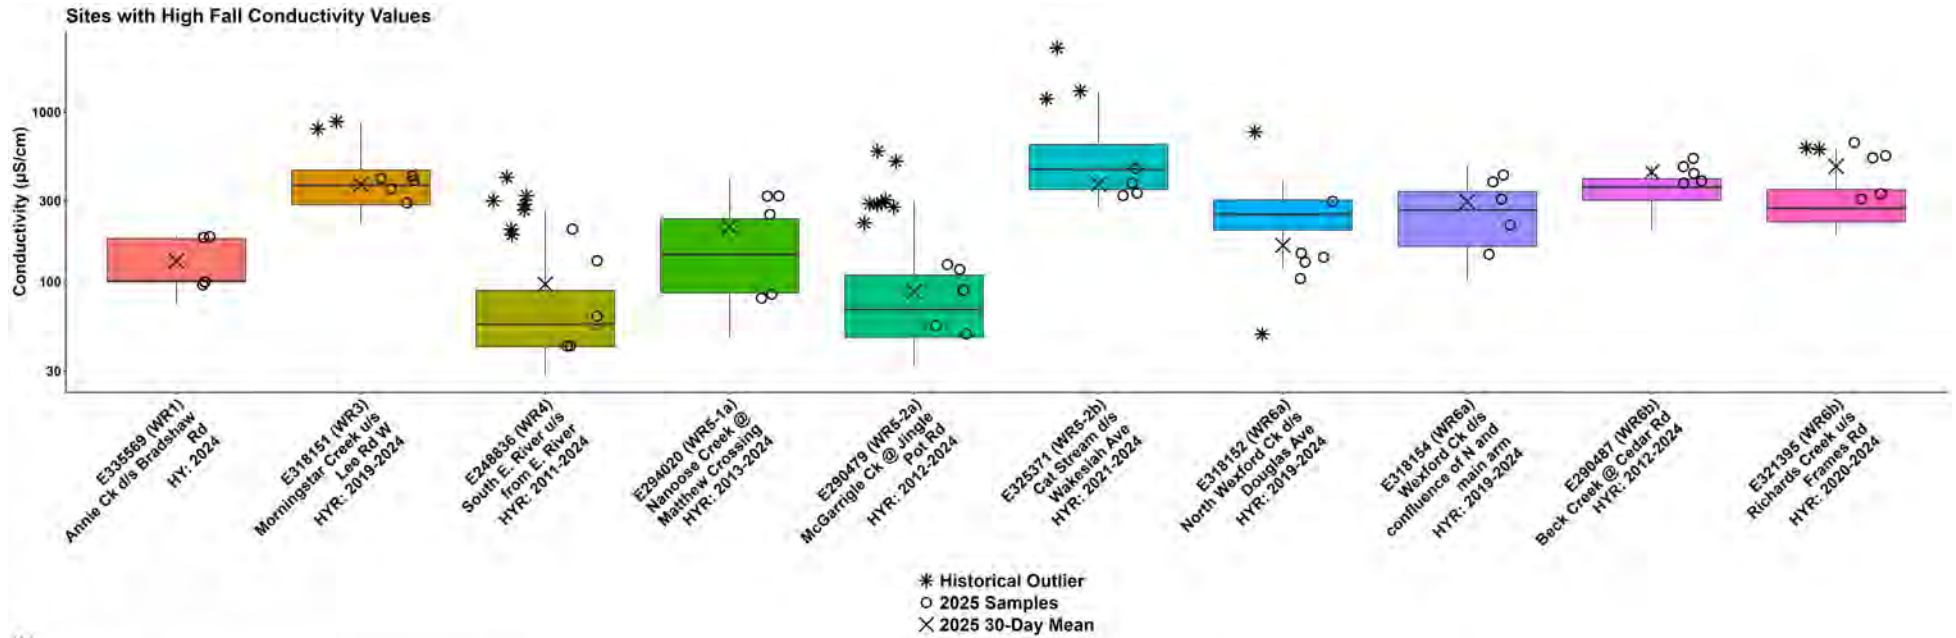 Sites with High Fall Conductivity Values
Conductivity (µS/cm)
1000
300
100
30
E335569 (WR1)
Annie Ck d/s Bradshaw
Rd
HY: 2024
E318151 (WR3)
Morningstar Creek u/s
Lee Rd W
HYR: 2019-2024
E248836 (WR4)
South E. River u/s
from E. River
HYR: 2011-2024
E294020 (WR5-1a)
Nanoose Creek @
Matthew Crossing
HYR: 2013-2024
E290479 (WR5-2a)
McGarrigle Ck @ Jingle
Pot Rd
HYR: 2012-2024
E325371 (WR5-2b)
Cat Stream d/s
Wakesiah Ave
HYR: 2021-2024
E318152 (WR6a)
North Wexford Ck d/s
Douglas Ave
HYR: 2019-2024
E318154 (WR6a)
Wexford Ck d/s
confluence of N and
main arm
HYR: 2019-2024
E290487 (WR6b)
Beck Creek @ Cedar Rd
HYR: 2012-2024
E321395 (WR6b)
Richards Creek u/s
Frames Rd
HYR: 2020-2024
Historical Outlier
2025 Samples
2025 30-Day Mean